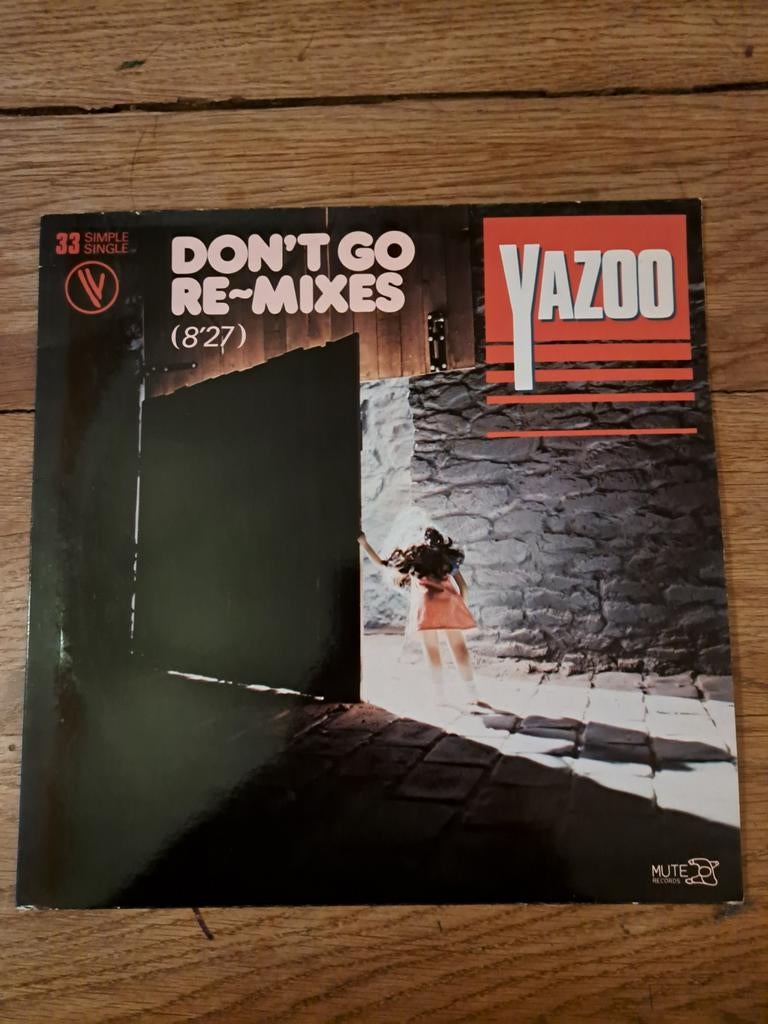 33 SIMPLE
SINGLE
DON'T GO
RE~MIXES
(8'27)
YAZOO
MUTE
RECORDS